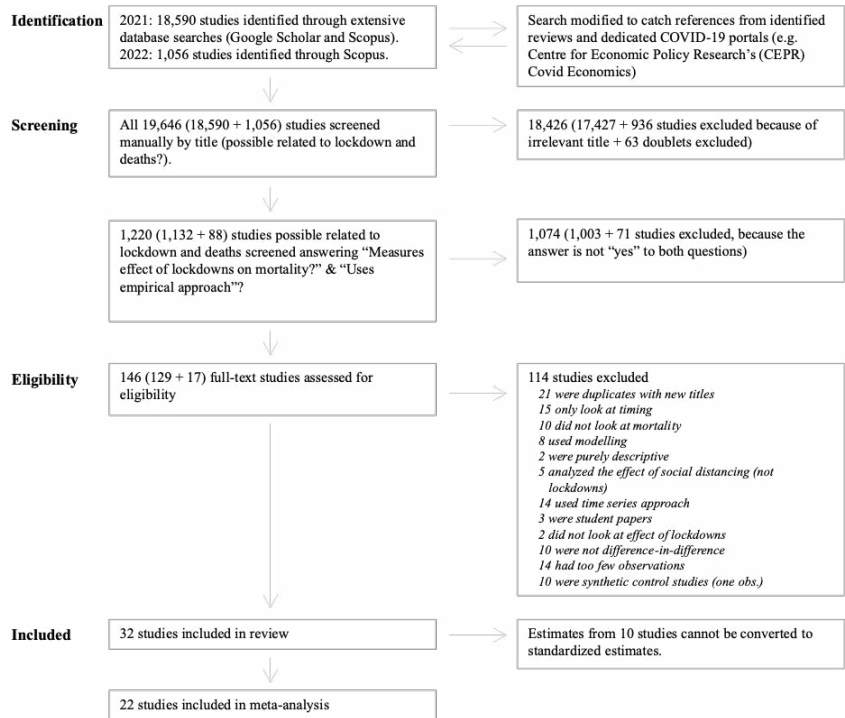 Identification
2021: 18,590 studies identified through extensive
database searches (Google Scholar and Scopus).
2022: 1,056 studies identified through Scopus.
Search modified to catch references from identified
reviews and dedicated COVID-19 portals (e.g.
Centre for Economic Policy Research's (CEPR)
Covid Economics)
Screening
All 19,646 (18,590 + 1,056) studies screened
manually by title (possible related to lockdown and
deaths?).
18,426 (17,427 + 936 studies excluded because of
irrelevant title + 63 doublets excluded)
1,220 (1,132 + 88) studies possible related to
lockdown and deaths screened answering “Measures
effect of lockdowns on mortality?” & “Uses
empirical approach”?
1,074 (1,003 + 71 studies excluded, because the
answer is not “yes” to both questions)
Eligibility
146 (129 + 17) full-text studies assessed for
eligibility
114 studies excluded
21 were duplicates with new titles
15 only look at timing
10 did not look at mortality
8 used modelling
2 were purely descriptive
5 analyzed the effect of social distancing (not
lockdowns)
14 used time series approach
3 were student papers
2 did not look at effect of lockdowns
10 were not difference-in-difference
14 had too few observations
10 were synthetic control studies (one obs.)
Included
32 studies included in review
Estimates from 10 studies cannot be converted to
standardized estimates.
22 studies included in meta-analysis